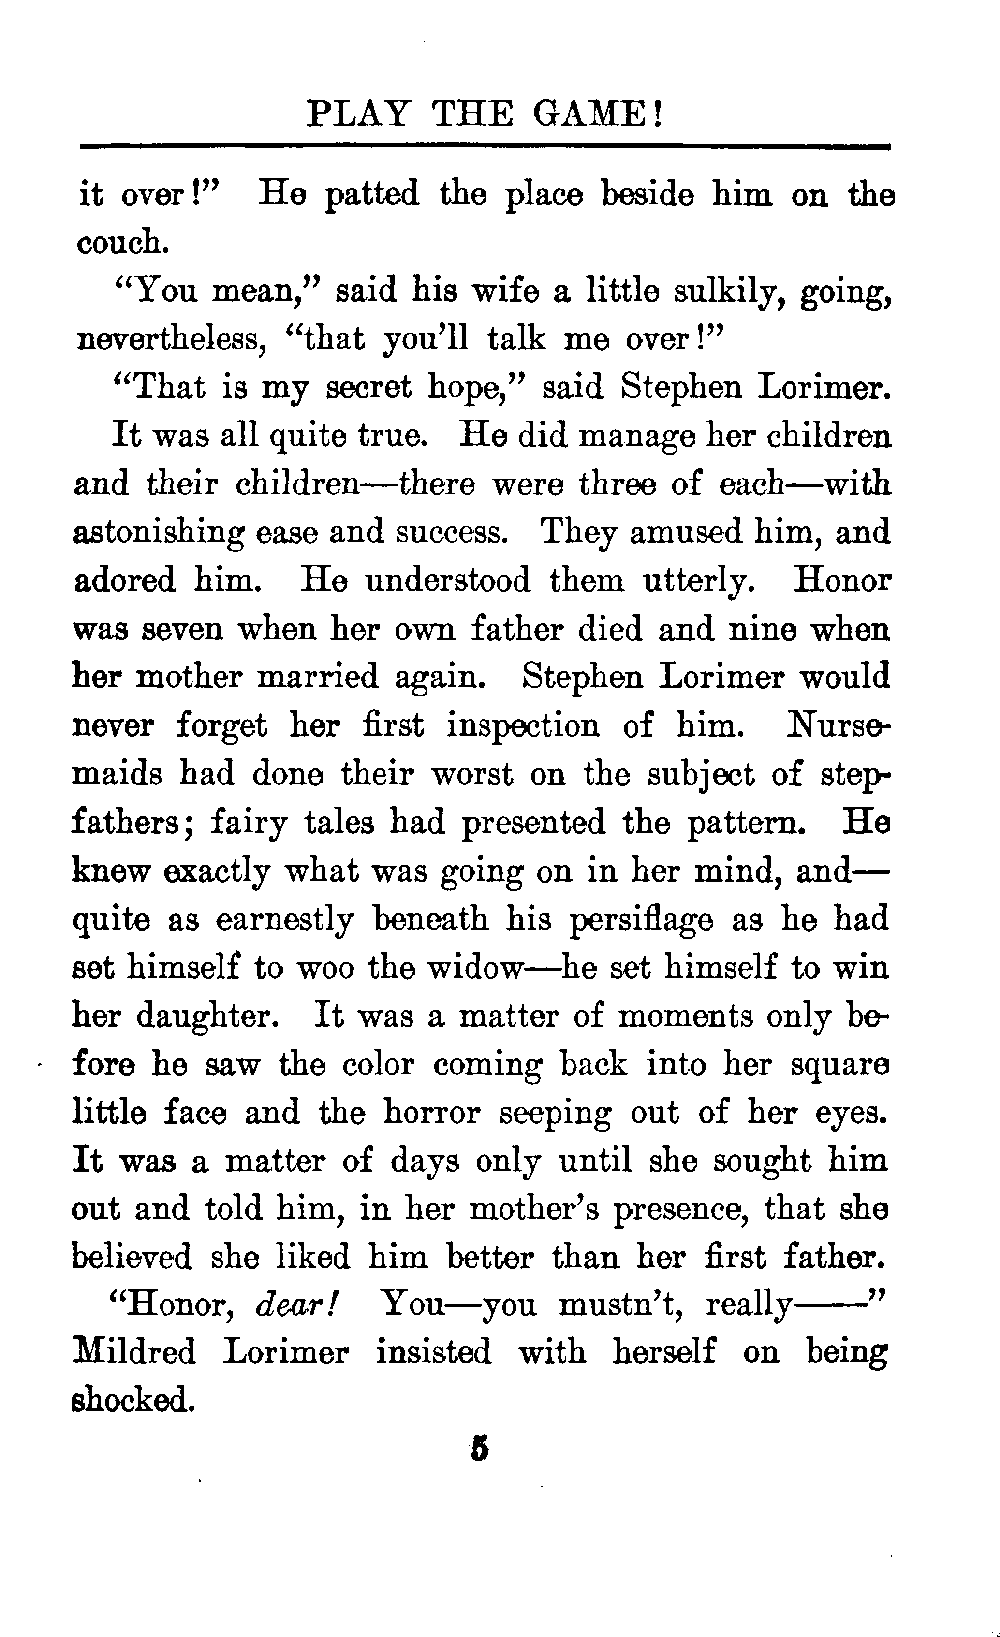 PLAY THE GAME!
it over!" He patted the place beside him on the
couch.
"You mean," said his wife a little sulkily, going,
nevertheless, "that you'll talk me over!"
"That is my secret hope," said Stephen Lorimer.
It was all quite true. He did manage her children
and their children—there were three of each—with
astonishing ease and success. They amused him, and
adored him. He understood them utterly. Honor
was seven when her own father died and nine when
her mother married again. Stephen Lorimer would
never forget her first inspection of him. Nurse-
maids had done their worst on the subject of step-
fathers; fairy tales had presented the pattern. He
knew exactly what was going on in her mind, and—
quite as earnestly beneath his persiflage as he had
set himself to woo the widow—he set himself to win
her daughter. It was a matter of moments only be-
fore he saw the color coming back into her square
little face and the horror seeping out of her eyes.
It was a matter of days only until she sought him
out and told him, in her mother's presence, that she
believed she liked him better than her first father.
"Honor, dear! You—you mustn't, really——"
Mildred Lorimer insisted with herself on being
shocked.
5